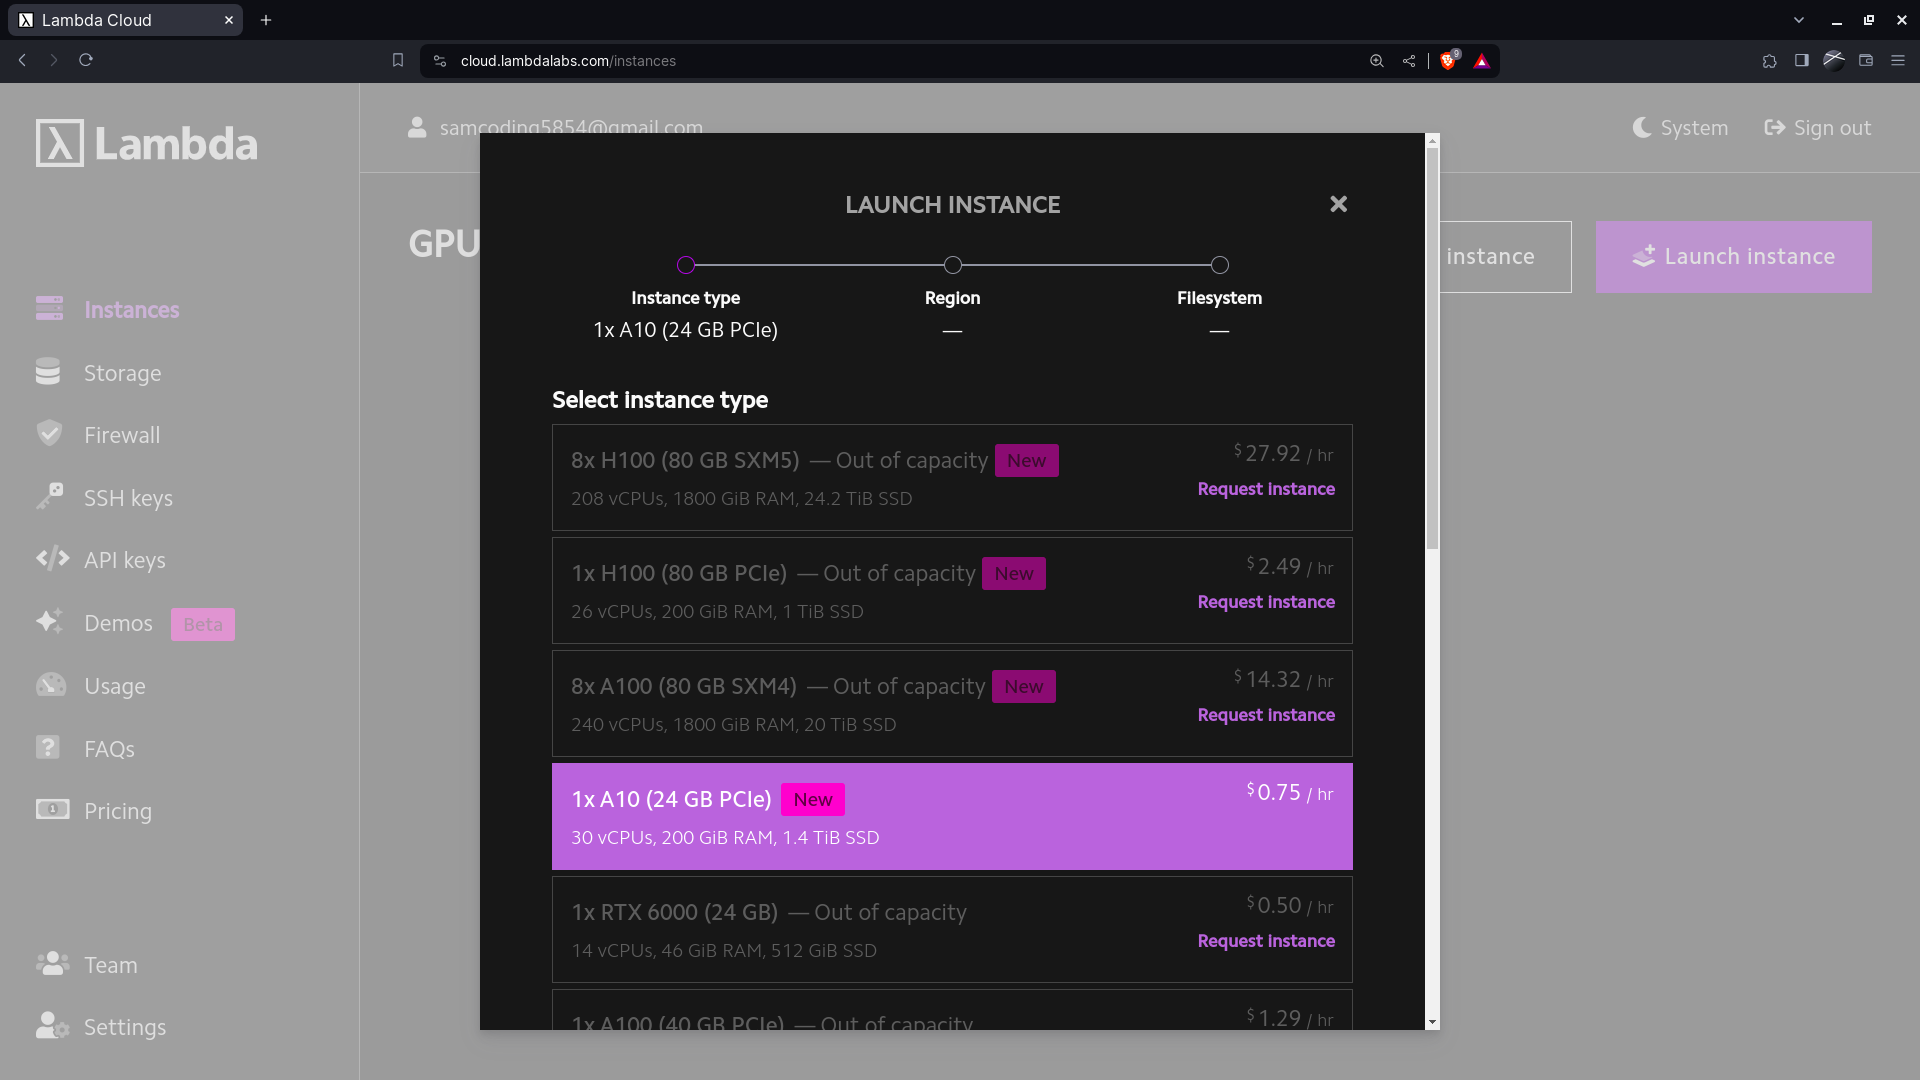 Lambda Cloud
cloud.lambdalabs.com/instances
9
Lambda
samcoding5854@gmail.com
System
Sign out
GPU
instance
Launch instance
Instances
Storage
Firewall
SSH keys
API keys
Demos Beta
Usage
FAQs
Pricing
Team
Settings
LAUNCH INSTANCE
Instance type
1x A10 (24 GB PCIe)
Region
—
Filesystem
—
Select instance type
8x H100 (80 GB SXM5) — Out of capacity New
$27.92 / hr
208 vCPUs, 1800 GiB RAM, 24.2 TiB SSD
Request instance
1x H100 (80 GB PCIe) — Out of capacity New
$2.49 / hr
26 vCPUs, 200 GiB RAM, 1 TiB SSD
Request instance
8x A100 (80 GB SXM4) — Out of capacity New
$14.32 / hr
240 vCPUs, 1800 GiB RAM, 20 TiB SSD
Request instance
1x A10 (24 GB PCIe) New
$0.75 / hr
30 vCPUs, 200 GiB RAM, 1.4 TiB SSD
1x RTX 6000 (24 GB) — Out of capacity
$0.50 / hr
14 vCPUs, 46 GiB RAM, 512 GiB SSD
Request instance
1x A100 (40 GB PCIe) — Out of capacity
$1.29 / hr